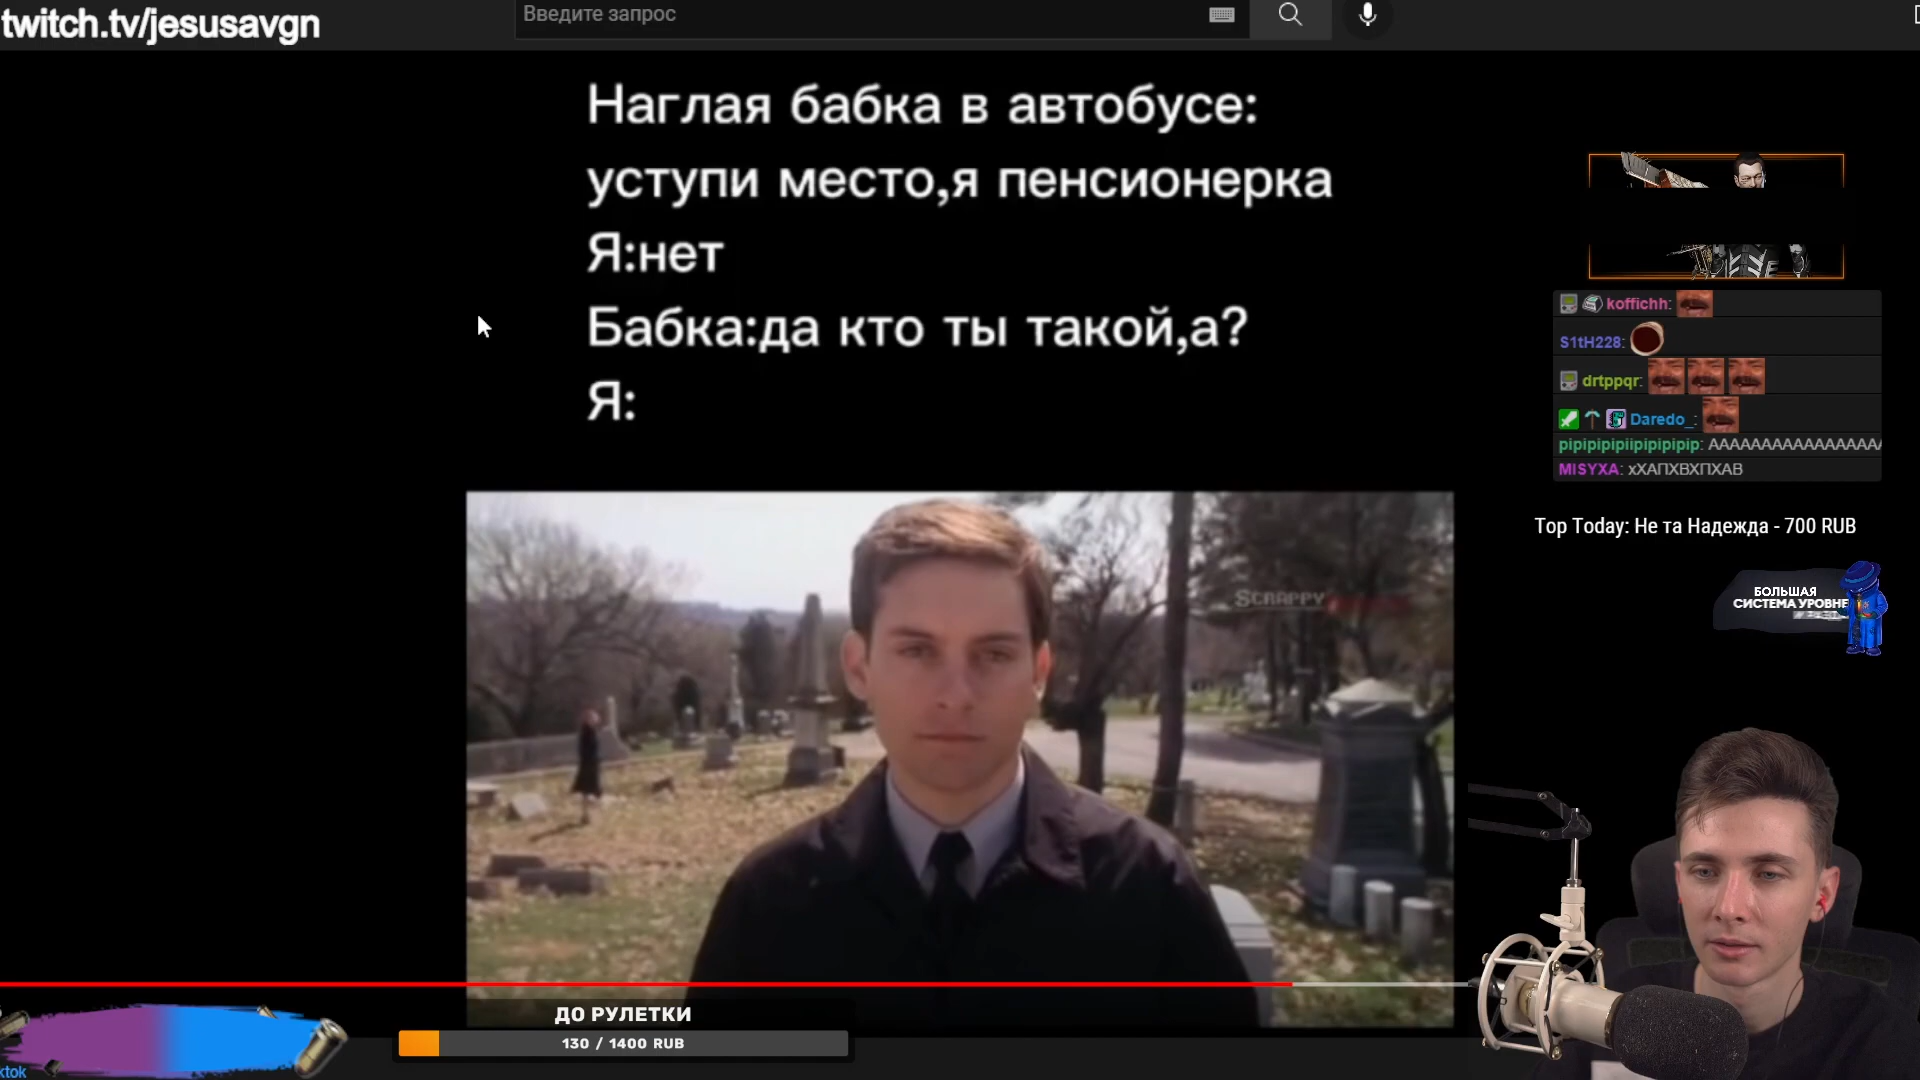 twitch.tv/jesusavgn
Введите запрос
Наглая бабка в автобусе:
уступи место,я пенсионерка
Я:нет
Бабка:да кто ты такой,а?
Я:
koffichh:
S1tH228:
drtppqr:
Daredo_:
pipipipipiipipipipip: AAAAAAAAAAAAAAAAA
MISYXA: хХАПХВХПХАВ
Top Today: Не та Надежда - 700 RUB
SCRAPPY
БОЛЬШАЯ
СИСТЕМА УРОВНЕ
ДО РУЛЕТКИ
130 / 1400 RUB
ktok